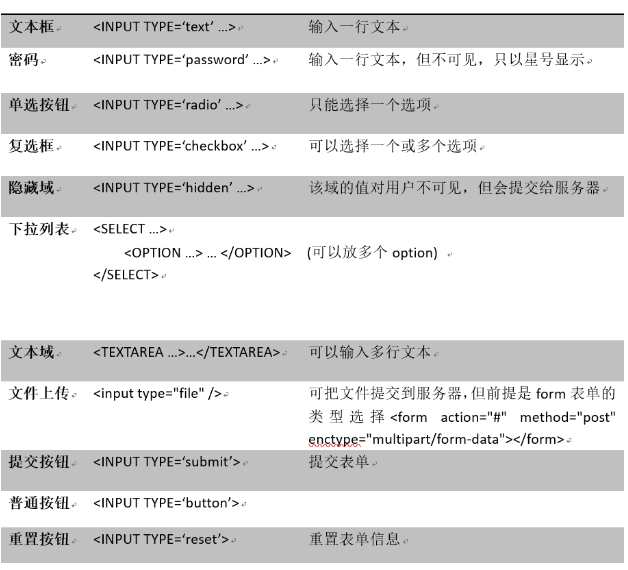 文本框 <INPUT TYPE=‘text’ ...> 输入一行文本
密码 <INPUT TYPE=‘password’ ...> 输入一行文本，但不可见，只以星号显示
单选按钮 <INPUT TYPE=‘radio’ ...> 只能选择一个选项
复选框 <INPUT TYPE=‘checkbox’ ...> 可以选择一个或多个选项
隐藏域 <INPUT TYPE=‘hidden’ ...> 该域的值对用户不可见，但会提交给服务器
下拉列表 <SELECT ...>
<OPTION ...> ... </OPTION> (可以放多个 option)
</SELECT>
文本域 <TEXTAREA ...>...</TEXTAREA> 可以输入多行文本
文件上传 <input type="file" /> 可把文件提交到服务器，但前提是 form 表单的
类型选择<form action="#" method="post"
enctype="multipart/form-data"></form>
提交按钮 <INPUT TYPE=‘submit’> 提交表单
普通按钮 <INPUT TYPE=‘button’>
重置按钮 <INPUT TYPE=‘reset’> 重置表单信息